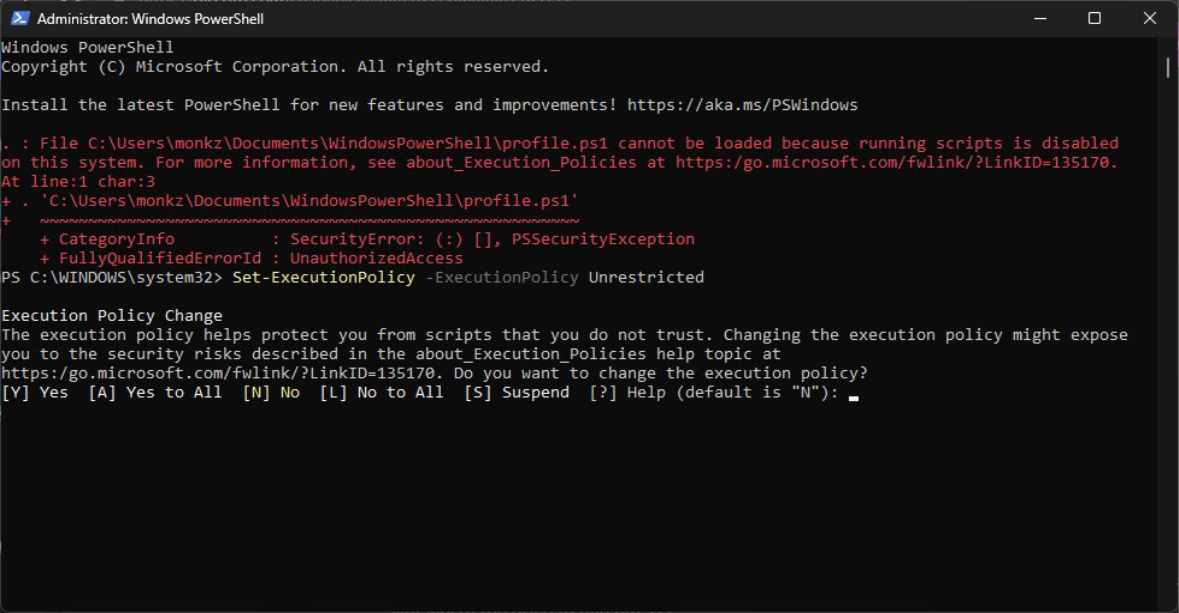 Administrator: Windows PowerShell
Windows PowerShell
Copyright (C) Microsoft Corporation. All rights reserved.
Install the latest PowerShell for new features and improvements! https://aka.ms/PSWindows
. : File C:\Users\monkz\Documents\WindowsPowerShell\profile.ps1 cannot be loaded because running scripts is disabled
on this system. For more information, see about_Execution_Policies at https:/go.microsoft.com/fwlink/?LinkID=135170.
At line:1 char:3
+ . 'C:\Users\monkz\Documents\WindowsPowerShell\profile.ps1'
+   ~~~~~~~~~~~~~~~~~~~~~~~~~~~~~~~~~~~~~~~~~~~~~~~~~~~~~~~~
    + CategoryInfo          : SecurityError: (:) [], PSSecurityException
    + FullyQualifiedErrorId : UnauthorizedAccess
PS C:\WINDOWS\system32> Set-ExecutionPolicy -ExecutionPolicy Unrestricted
Execution Policy Change
The execution policy helps protect you from scripts that you do not trust. Changing the execution policy might expose
you to the security risks described in the about_Execution_Policies help topic at
https:/go.microsoft.com/fwlink/?LinkID=135170. Do you want to change the execution policy?
[Y] Yes  [A] Yes to All  [N] No  [L] No to All  [S] Suspend  [?] Help (default is "N"):